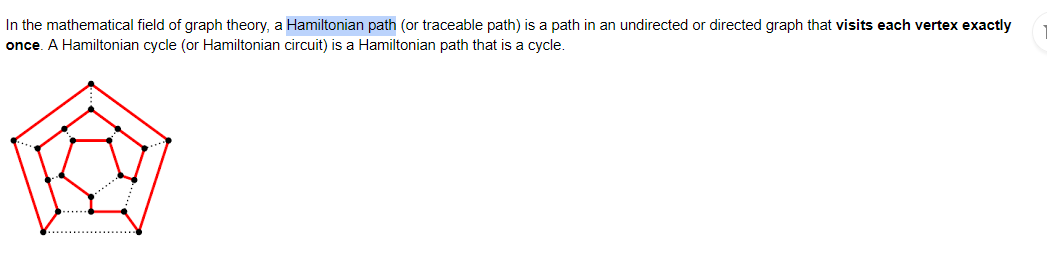 In the mathematical field of graph theory, a Hamiltonian path (or traceable path) is a path in an undirected or directed graph that visits each vertex exactly
once. A Hamiltonian cycle (or Hamiltonian circuit) is a Hamiltonian path that is a cycle.